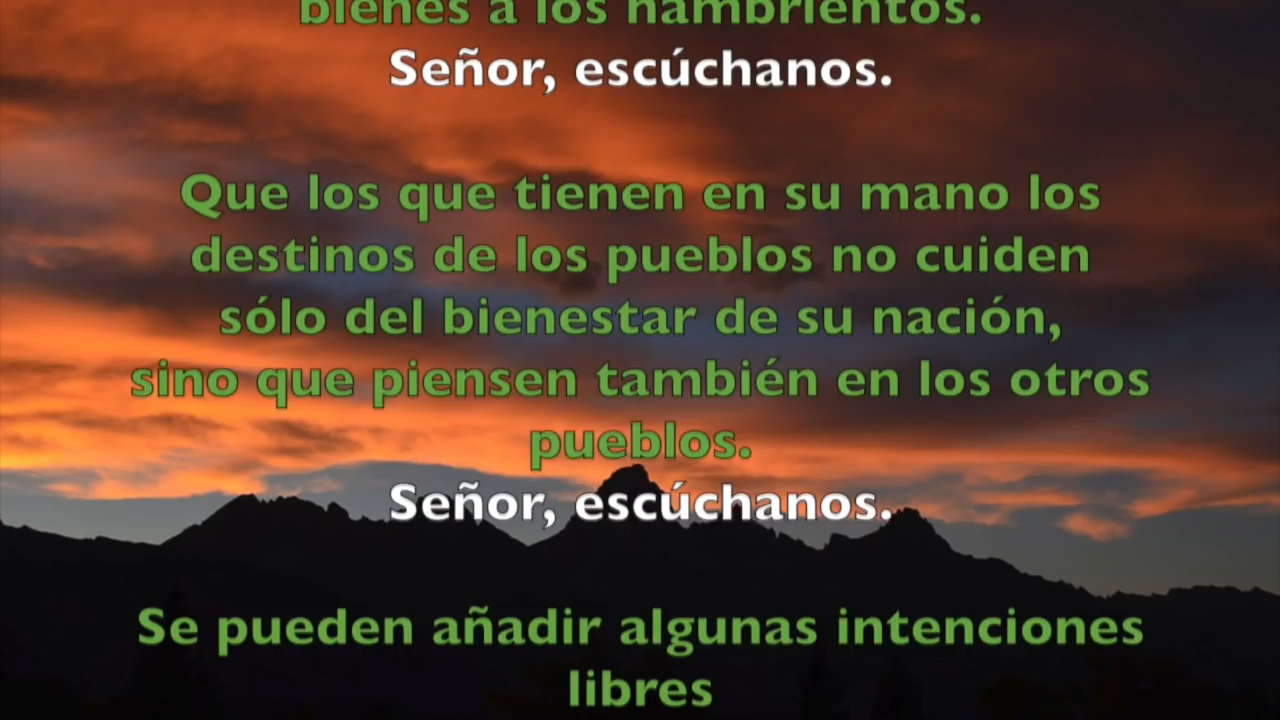 bienes a los hambrientos.
Señor, escúchanos.
Que los que tienen en su mano los
destinos de los pueblos no cuiden
sólo del bienestar de su nación,
sino que piensen también en los otros
pueblos.
Señor, escúchanos.
Se pueden añadir algunas intenciones
libres